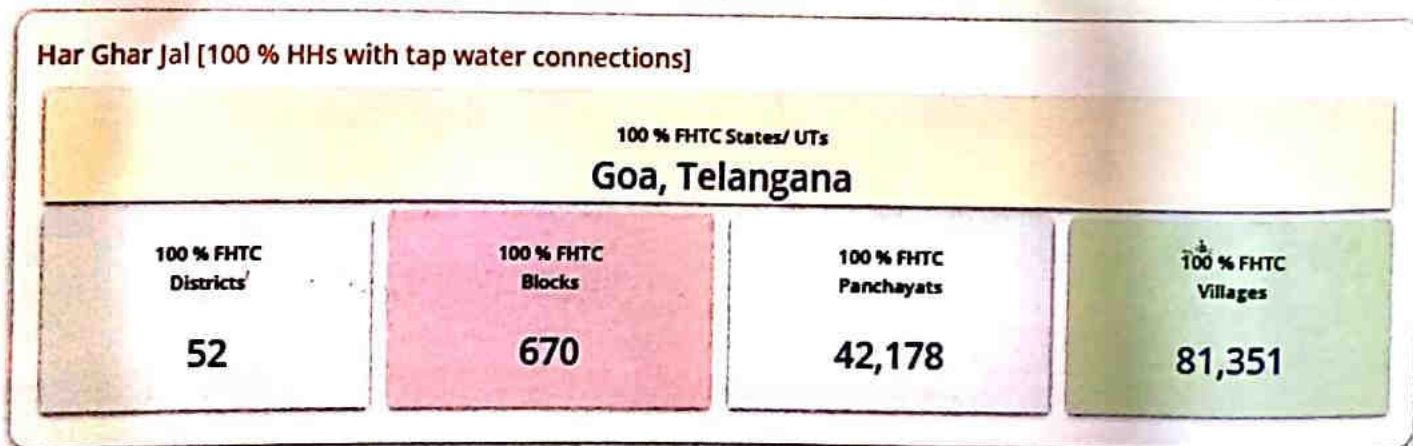 Har Ghar Jal [100 % HHs with tap water connections]
100 % FHTC States/ UTs
Goa, Telangana
100 % FHTC
Districts
52
100 % FHTC
Blocks
670
100 % FHTC
Panchayats
42,178
100 % FHTC
Villages
81,351